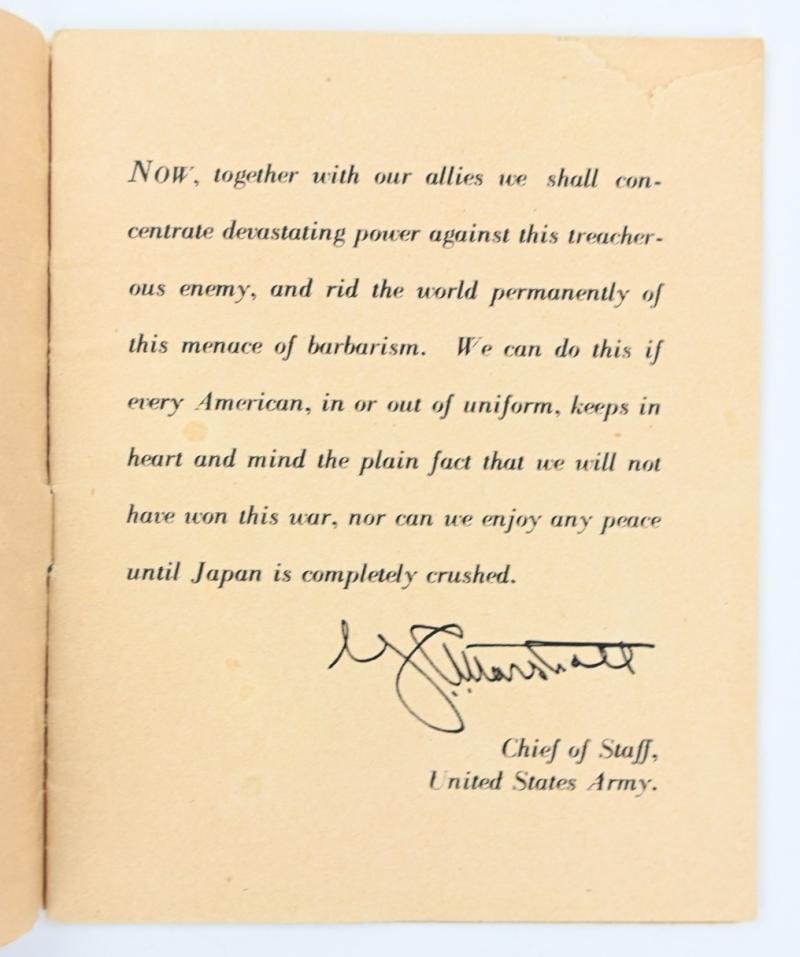 NOW, together with our allies we shall con-
centrate devastating power against this treacher-
ous enemy, and rid the world permanently of
this menace of barbarism. We can do this if
every American, in or out of uniform, keeps in
heart and mind the plain fact that we will not
have won this war, nor can we enjoy any peace
until Japan is completely crushed.
G.C. Marshall
Chief of Staff,
United States Army.